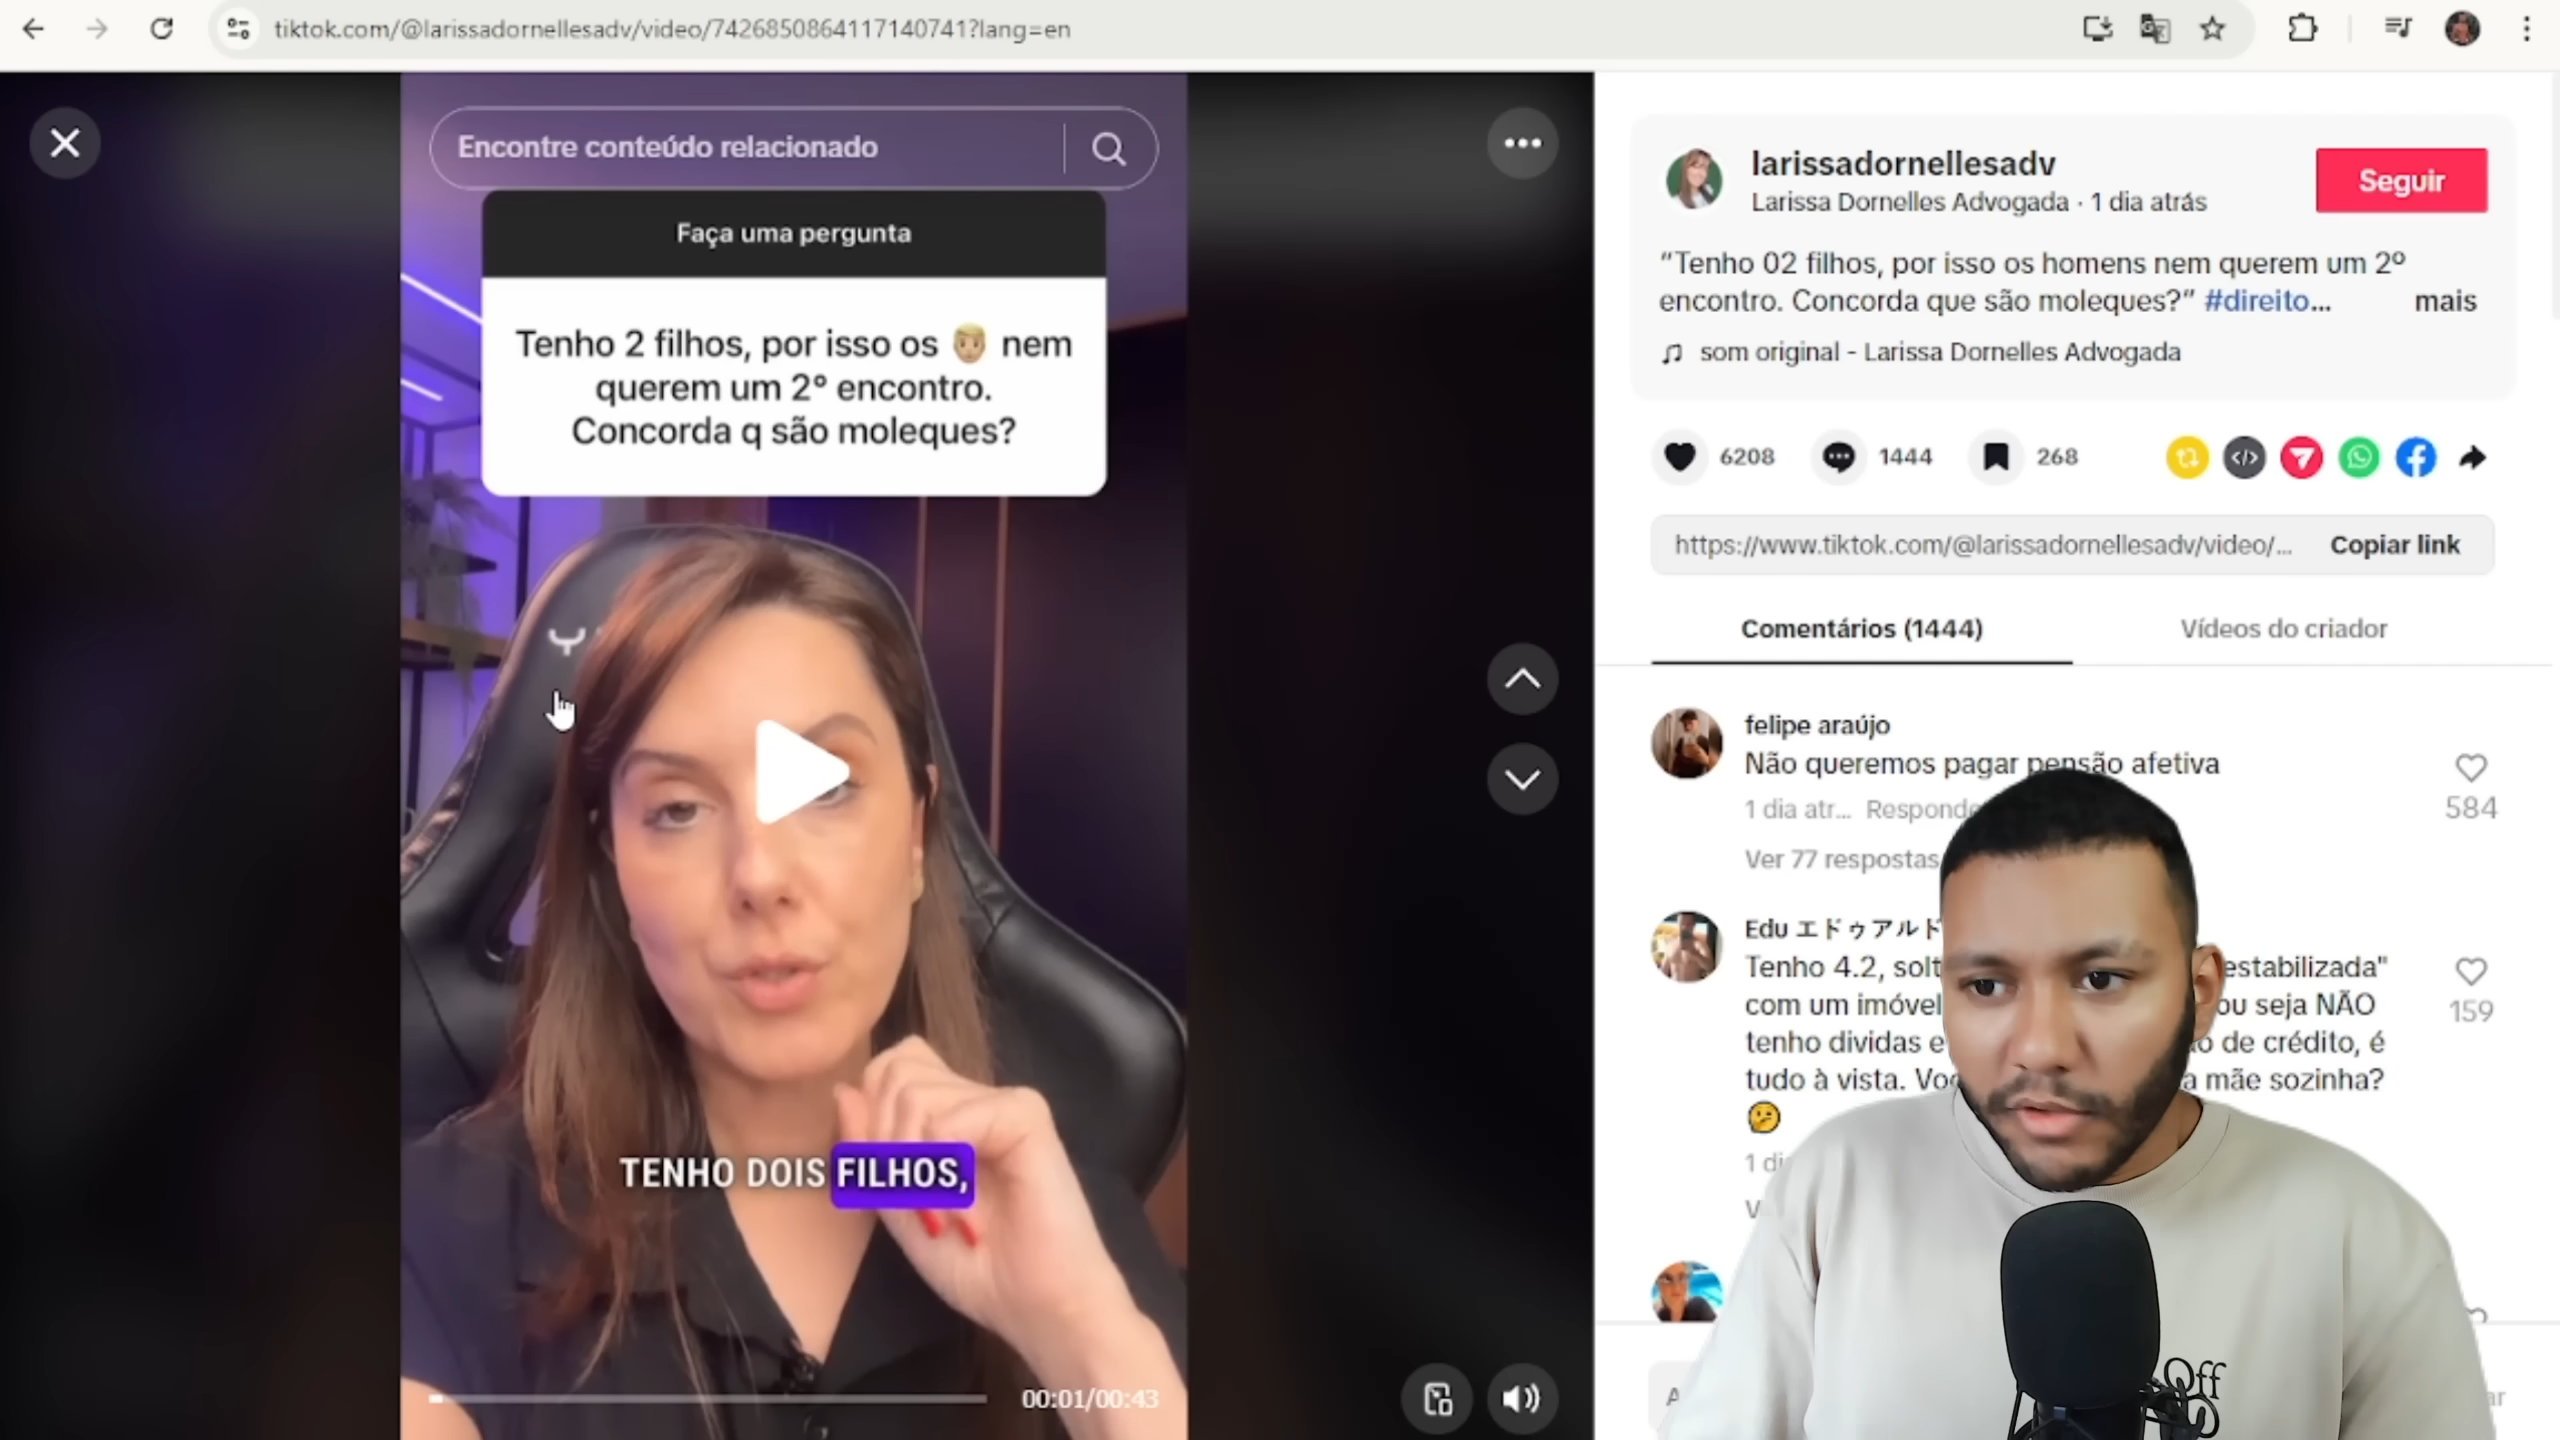 tiktok.com/@larissadornellesadv/video/7426850864117140741?lang=en
Encontre conteúdo relacionado
Faça uma pergunta
Tenho 2 filhos, por isso os 👨🏼 nem
querem um 2º encontro.
Concorda q são moleques?
TENHO DOIS FILHOS,
00:01/00:43
larissadornellesadv
Larissa Dornelles Advogada · 1 dia atrás
Seguir
“Tenho 02 filhos, por isso os homens nem querem um 2º
encontro. Concorda que são moleques?” #direito... mais
som original - Larissa Dornelles Advogada
6208 1444 268
https://www.tiktok.com/@larissadornellesadv/video/... Copiar link
Comentários (1444) Vídeos do criador
felipe araújo
Não queremos pagar pensão afetiva
1 dia atr...
584
Ver 77 respostas
Edu エドゥアルド
Tenho 4.2, estabilizada"
com um imóvel ou seja NÃO
159
tenho dividas e de crédito, é
tudo à vista. a mãe sozinha?
🤔
Off